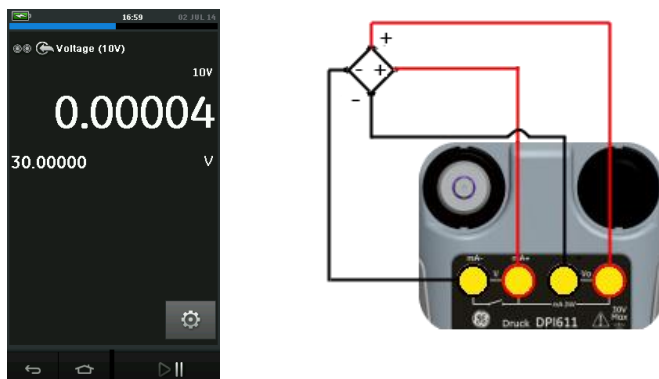 16:59 02 JUL 14
Voltage (10V)
10V
0.00004
30.00000 V
+
- +
-
mA- mA+
V Vo
mA 2W
Druck DPI611 30V
Max